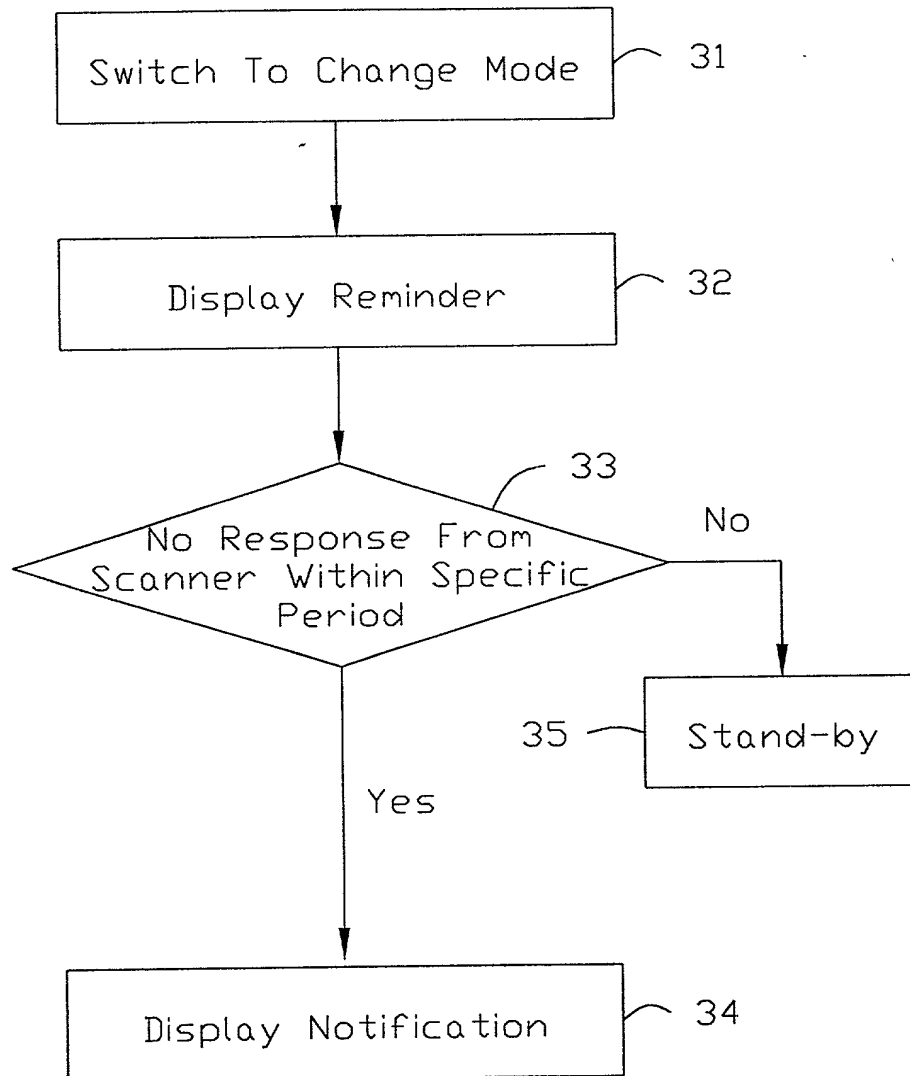 Switch To Change Mode
31
Display Reminder
32
33
No Response From
Scanner Within Specific
Period
No
35
Stand-by
Yes
Display Notification
34